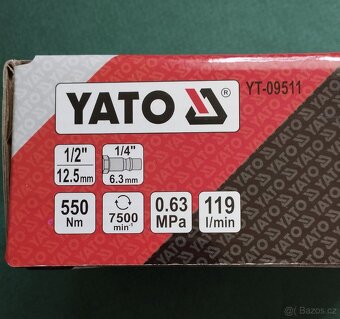 YATO ®
YT-09511
1/2"
12.5mm
1/4"
6.3mm
550
Nm
7500
min⁻¹
0.63
MPa
119
l/min
Bazos.cz